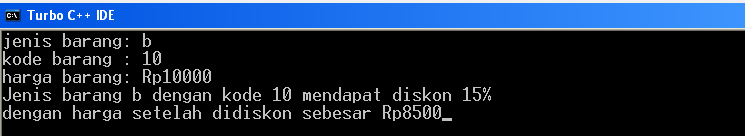 Turbo C++ IDE
jenis barang: b
kode barang : 10
harga barang: Rp10000
Jenis barang b dengan kode 10 mendapat diskon 15%
dengan harga setelah didiskon sebesar Rp8500_